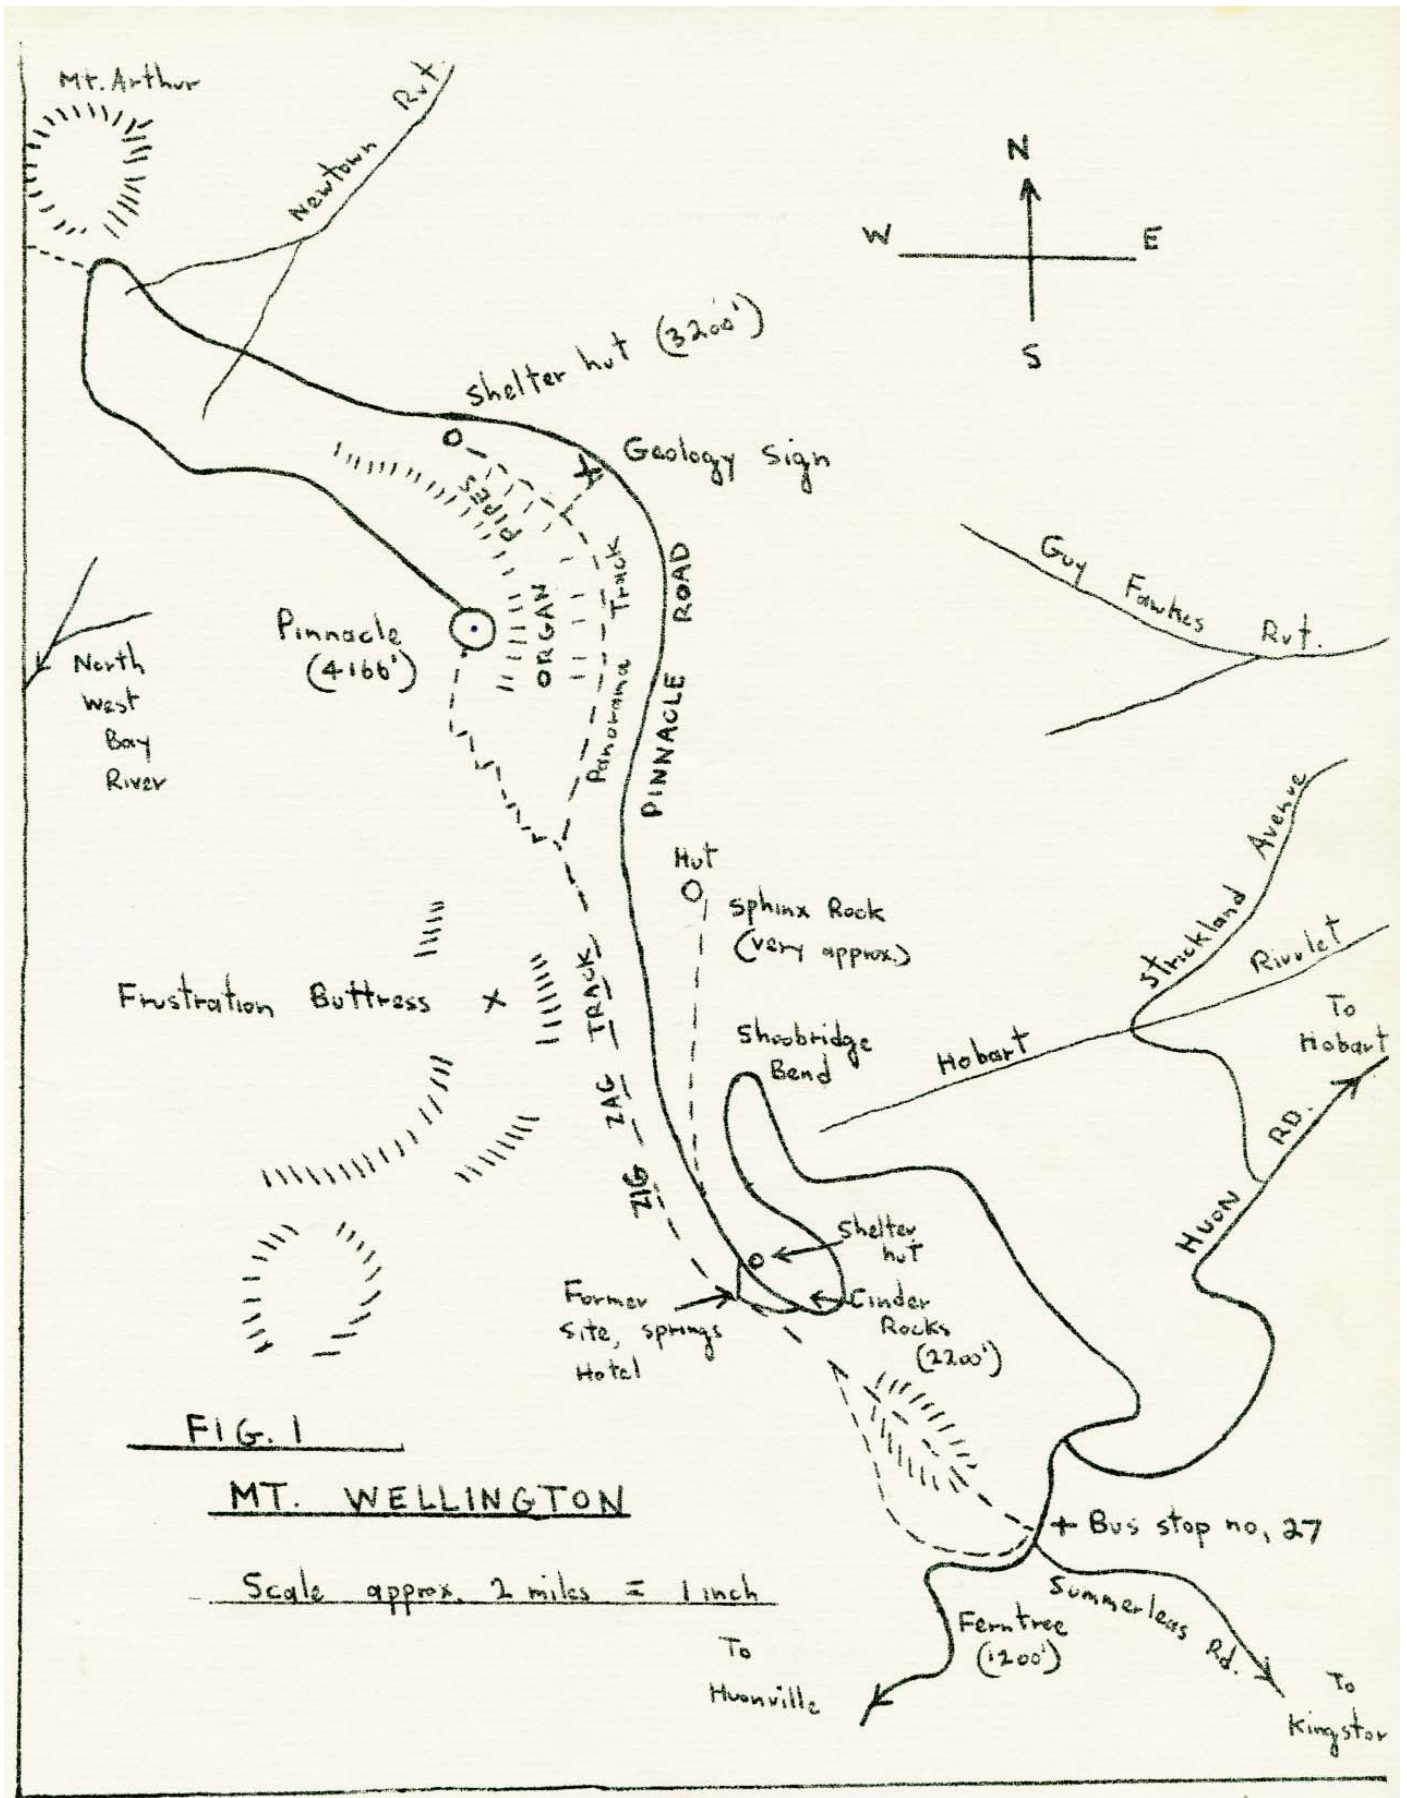 Mt. Arthur
Newtown Rvt.
N
W E
S
Shelter hut (3200')
Geology Sign
ORGAN PIPES
Panorama Track
PINNACLE ROAD
Guy Fawkes Rvt.
Pinnacle
(4166')
North
West
Bay
River
Strickland Avenue
Hut
Sphinx Rock
(very approx.)
Frustration Buttress x
ZIG ZAG TRACK
Shoobridge
Bend
Hobart Rivulet
To
Hobart
HUON RD.
Shelter
hut
Former
Site, Springs
Hotel
Cinder
Rocks
(2200')
FIG. 1
MT. WELLINGTON
Scale approx. 2 miles = 1 inch
+ Bus stop no. 27
Summerleas Rd.
Ferntree
(1200')
To
Huonville
To
Kingston